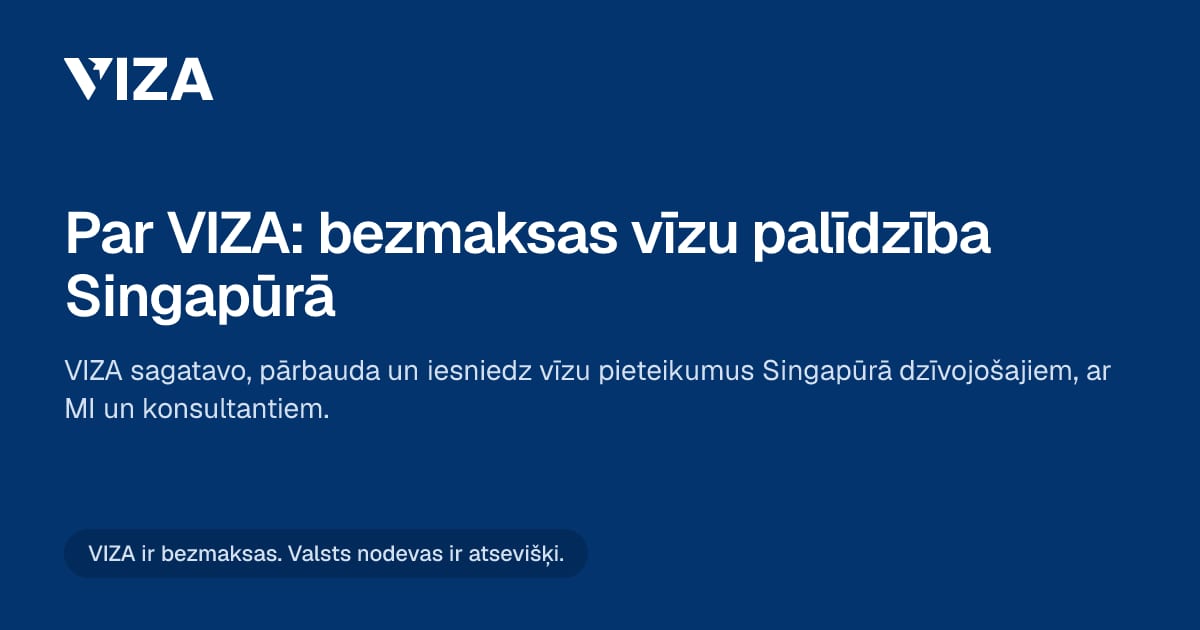 VIZA
Par VIZA: bezmaksas vīzu palīdzība
Singapūrā
VIZA sagatavo, pārbauda un iesniedz vīzu pieteikumus Singapūrā dzīvojošajiem, ar
MI un konsultantiem.
VIZA ir bezmaksas. Valsts nodevas ir atsevišķi.